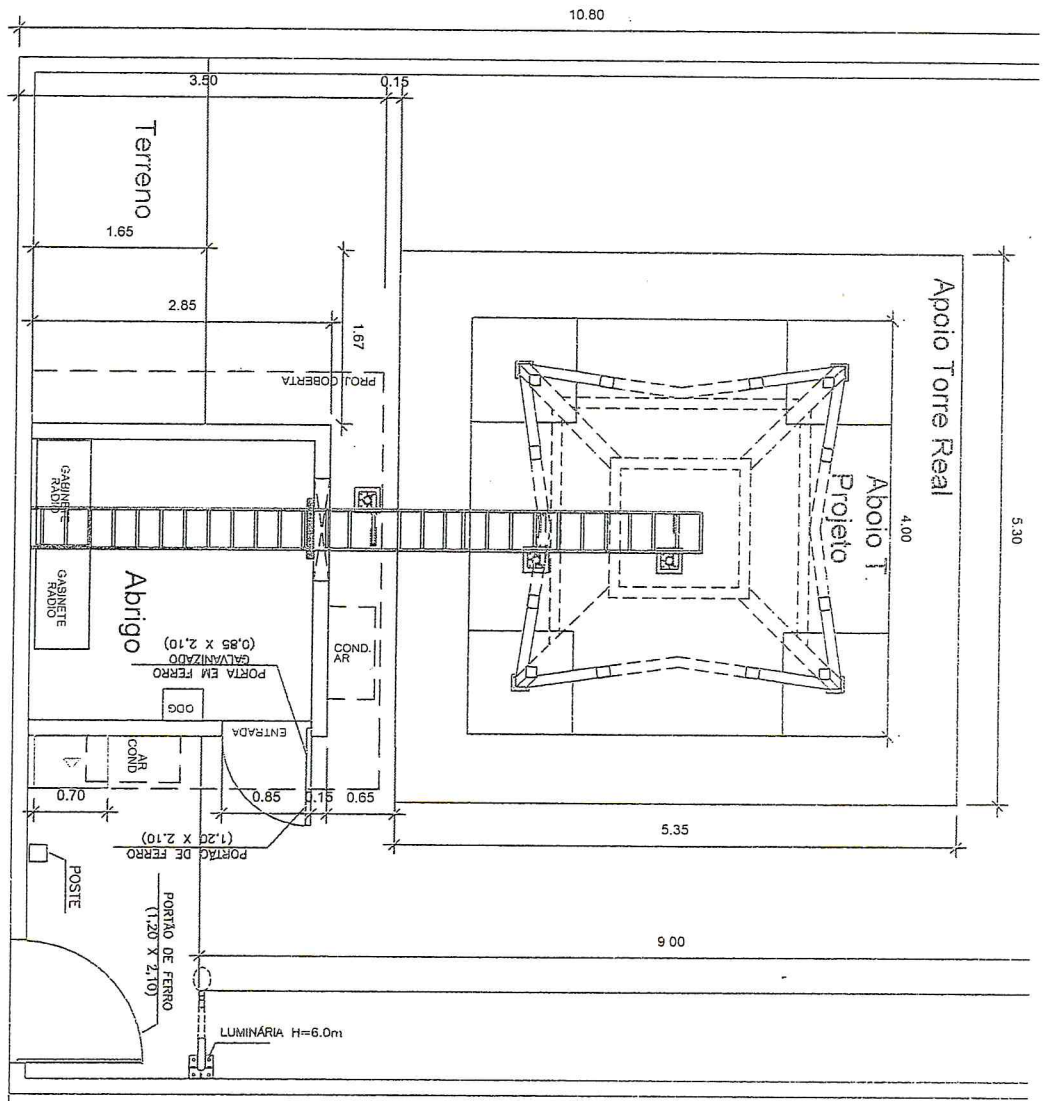 10.80
3.50
0.15
Terreno
1.65
2.85
1.67
PROJ. COBERTA
Apoio Torre Real
Aboio T
Projeto
4.00
5.30
GABINETE
RADIO
GABINETE
RADIO
Abrigo
PORTA EM FERRO
GALVANIZADO
(0,85 X 2,10)
COND.
AR
QDG
ENTRADA
AR
COND
0.70
0.85
0.15
0.65
5.35
PORTÃO DE FERRO
(1,20 X 2,10)
POSTE
PORTÃO DE FERRO
(1,20 X 2,10)
9 00
LUMINÁRIA H=6.0m